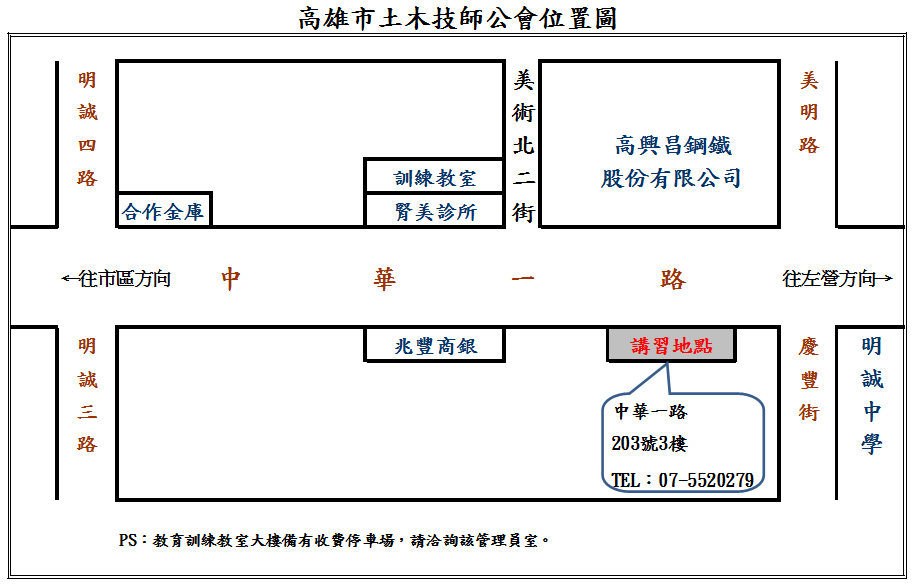 高雄市土木技師公會位置圖
明誠四路
美術北二街
美明路
高興昌鋼鐵
股份有限公司
訓練教室
合作金庫
腎美診所
←往市區方向
中華一路
往左營方向→
明誠三路
兆豐商銀
講習地點
慶豐街
明誠中學
中華一路
203號3樓
TEL：07-5520279
PS：教育訓練教室大樓備有收費停車場，請洽詢該管理員室。